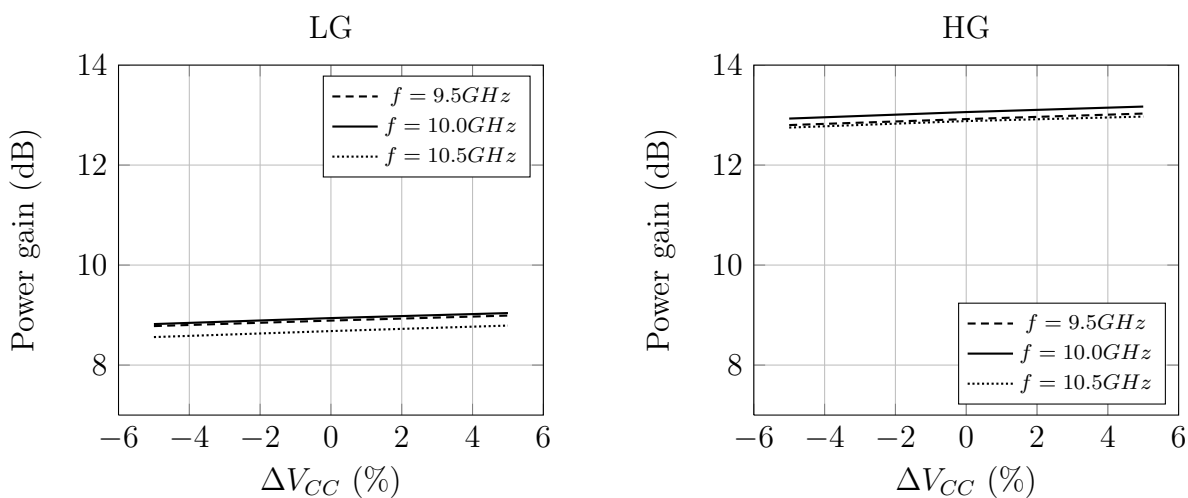 LG
14
12
10
8
Power gain (dB)
−6 −4 −2 0 2 4 6
ΔV_CC (%)
f = 9.5GHz
f = 10.0GHz
f = 10.5GHz
HG
14
12
10
8
Power gain (dB)
−6 −4 −2 0 2 4 6
ΔV_CC (%)
f = 9.5GHz
f = 10.0GHz
f = 10.5GHz